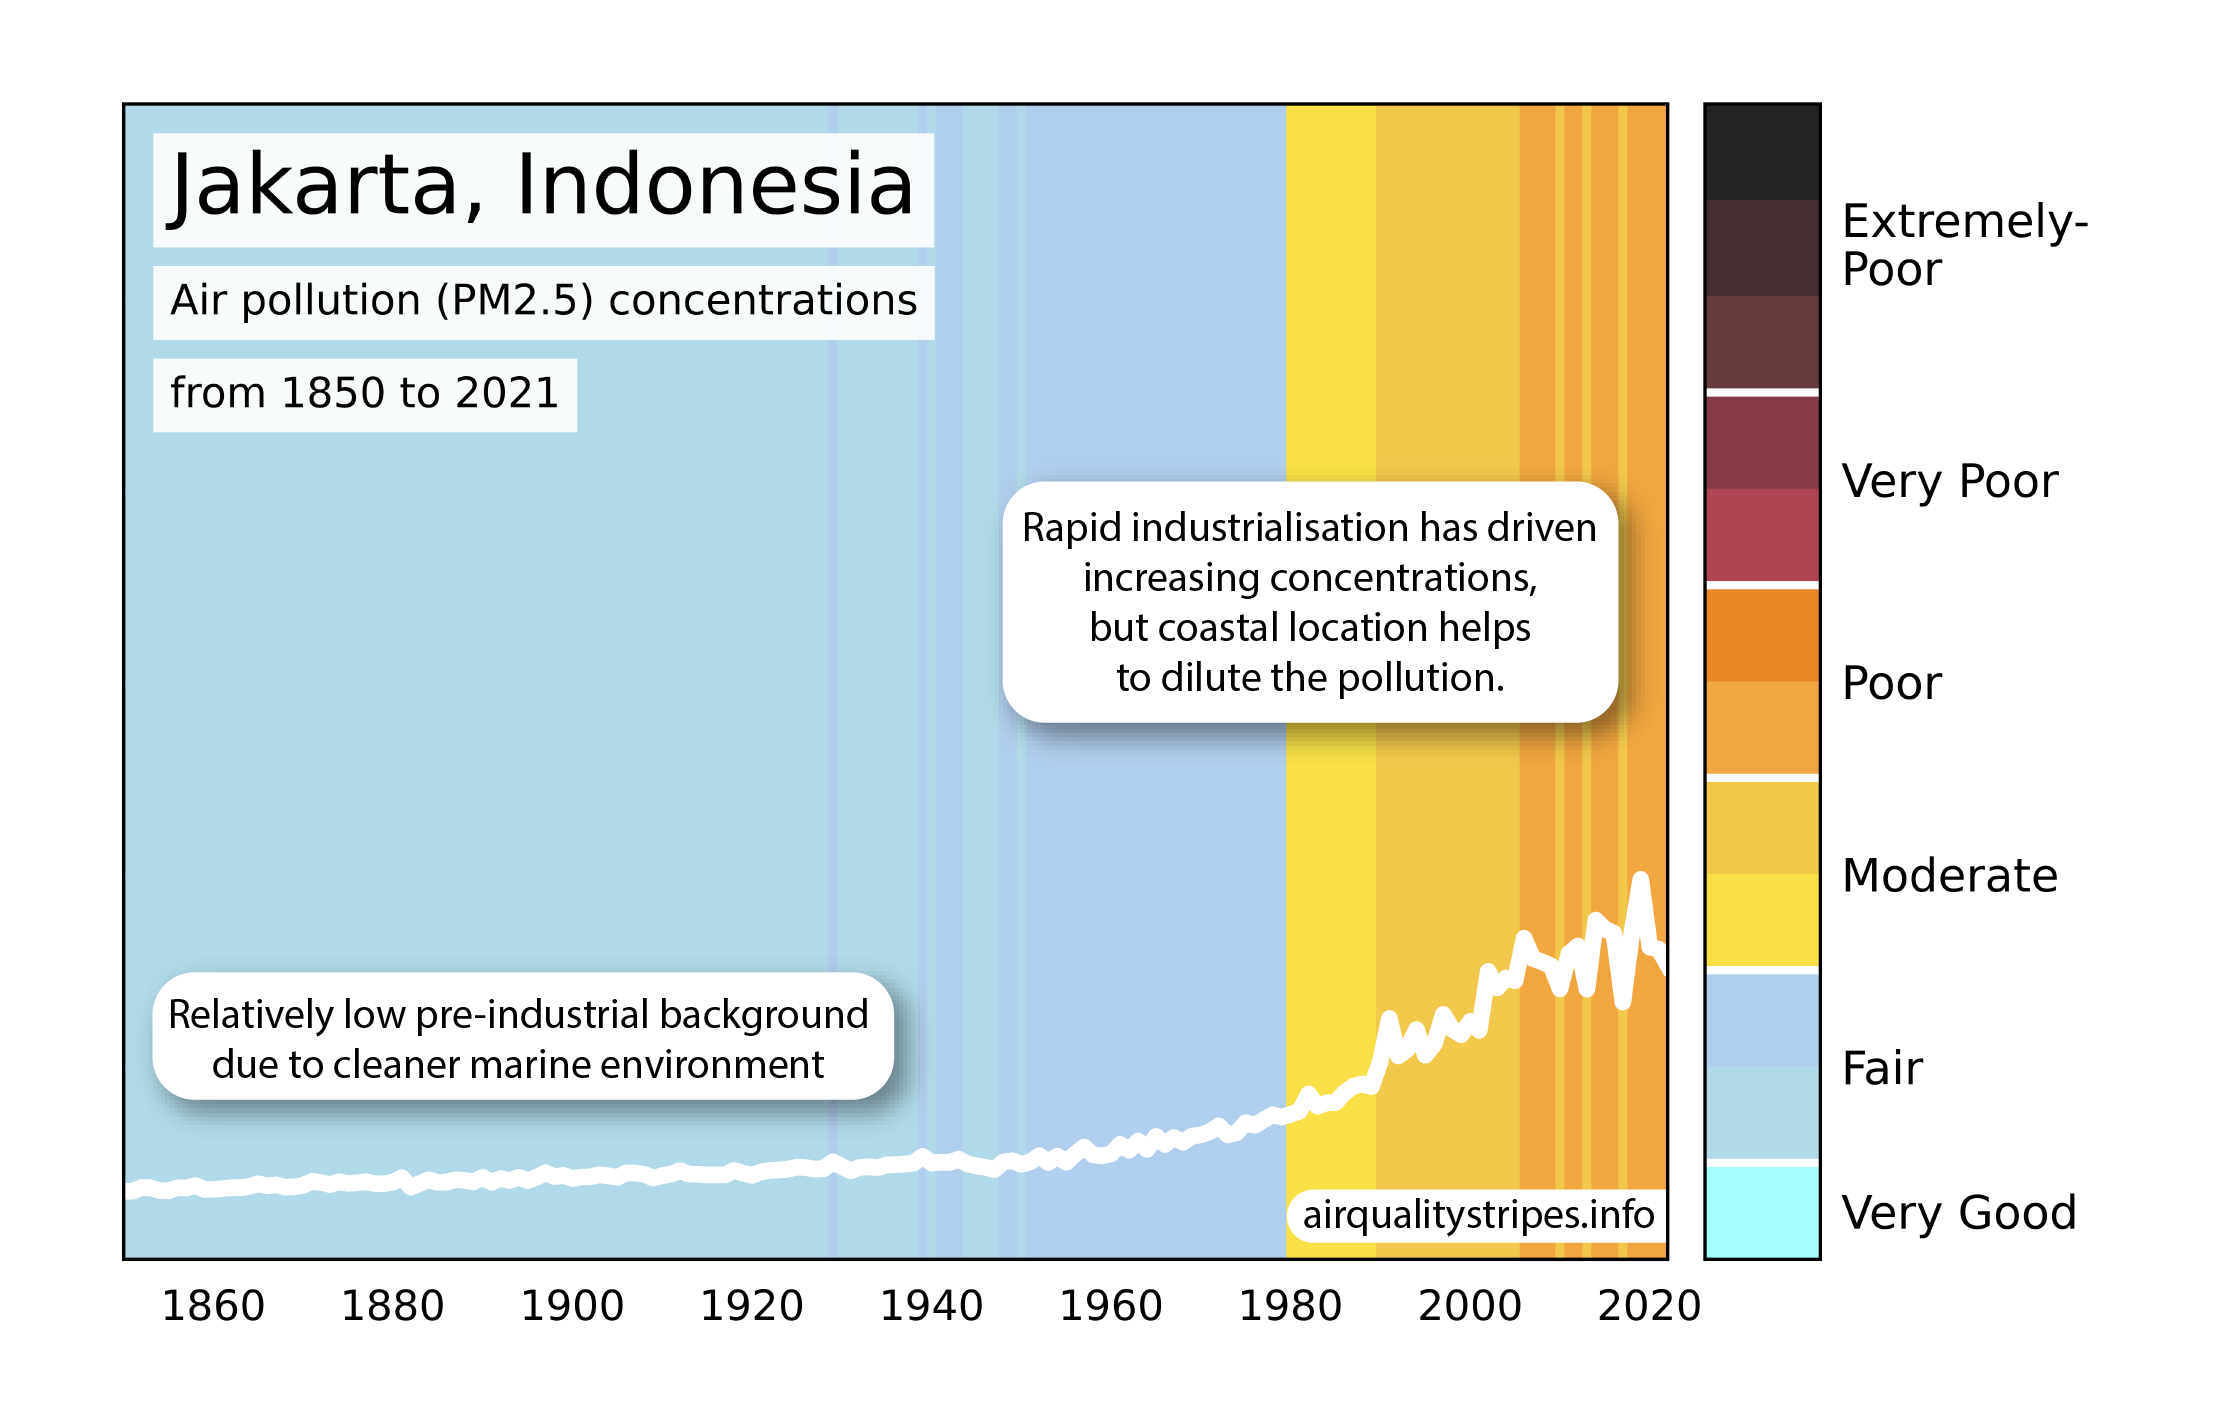 Jakarta, Indonesia
Air pollution (PM2.5) concentrations
from 1850 to 2021
Rapid industrialisation has driven
increasing concentrations,
but coastal location helps
to dilute the pollution.
Relatively low pre-industrial background
due to cleaner marine environment
airqualitystripes.info
1860 1880 1900 1920 1940 1960 1980 2000 2020
Extremely-
Poor
Very Poor
Poor
Moderate
Fair
Very Good